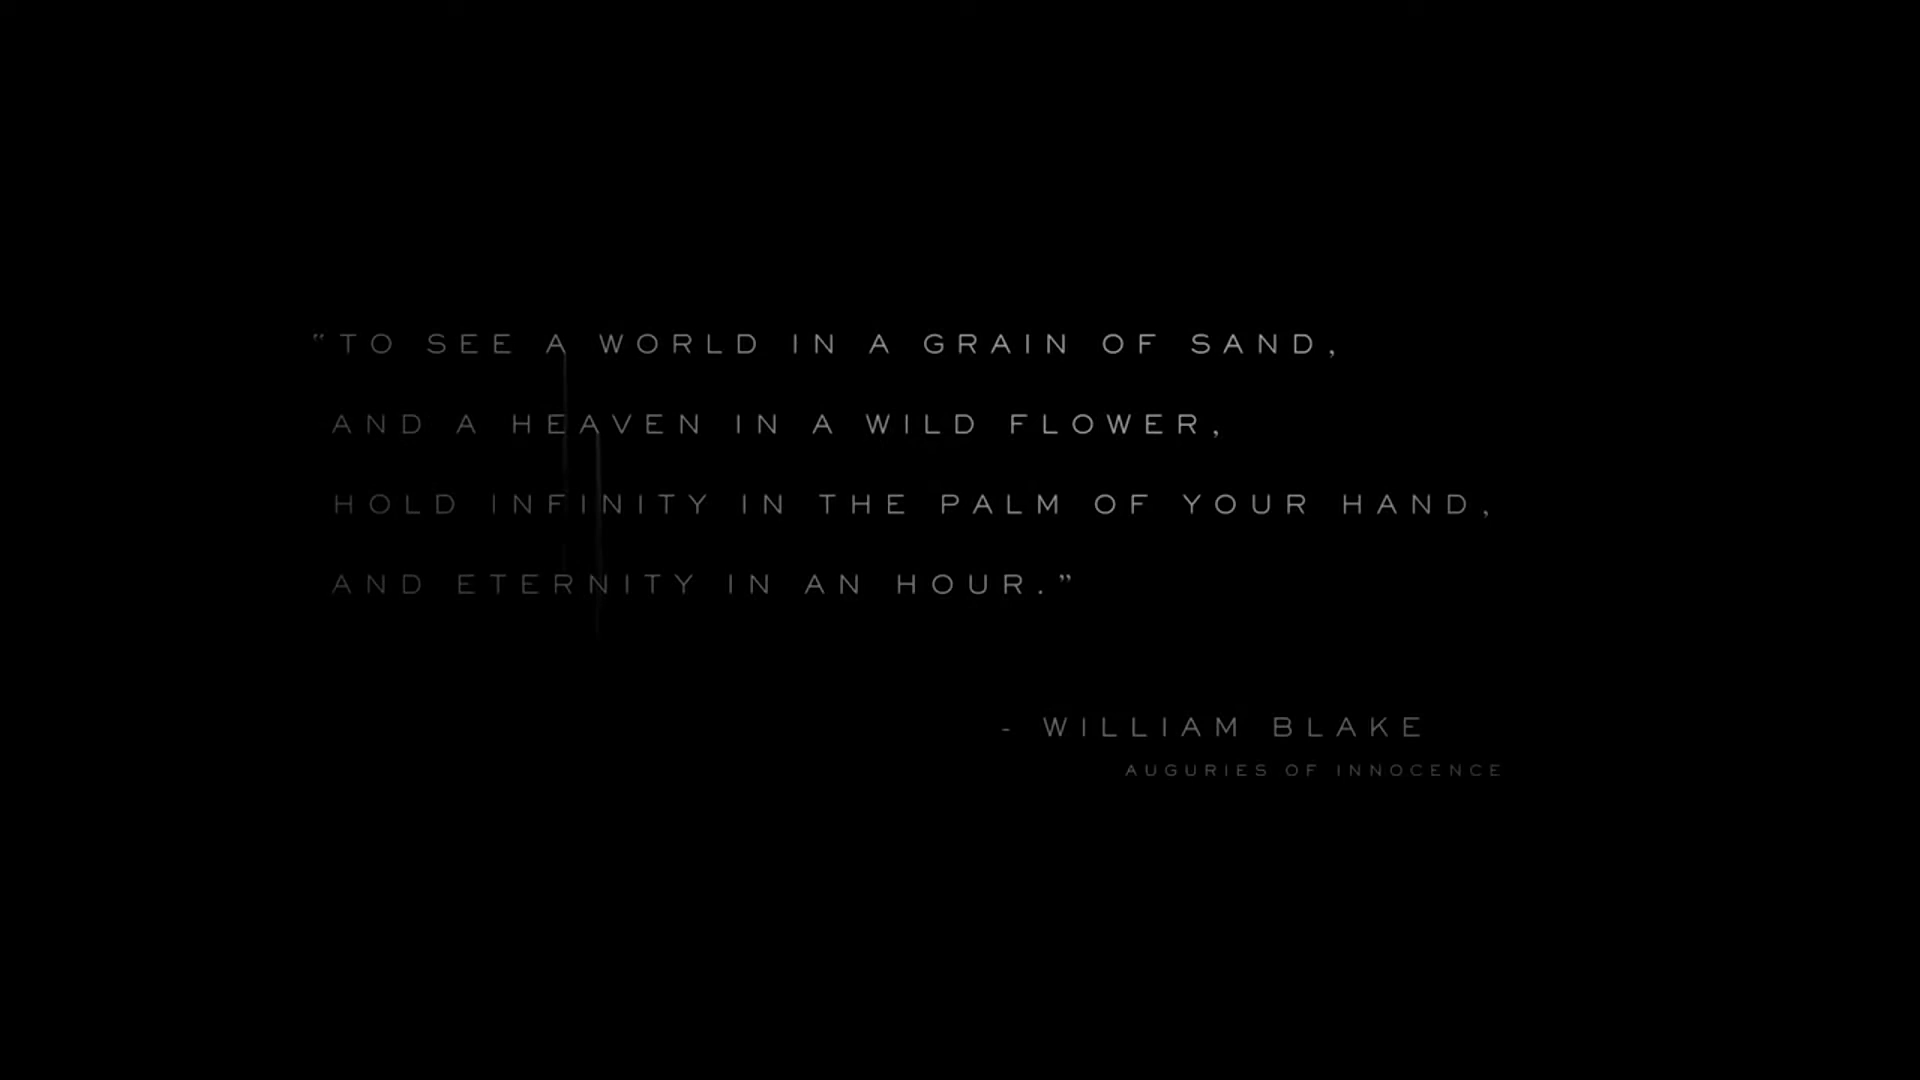 "TO SEE A WORLD IN A GRAIN OF SAND,
AND A HEAVEN IN A WILD FLOWER,
HOLD INFINITY IN THE PALM OF YOUR HAND,
AND ETERNITY IN AN HOUR.”
- WILLIAM BLAKE
AUGURIES OF INNOCENCE